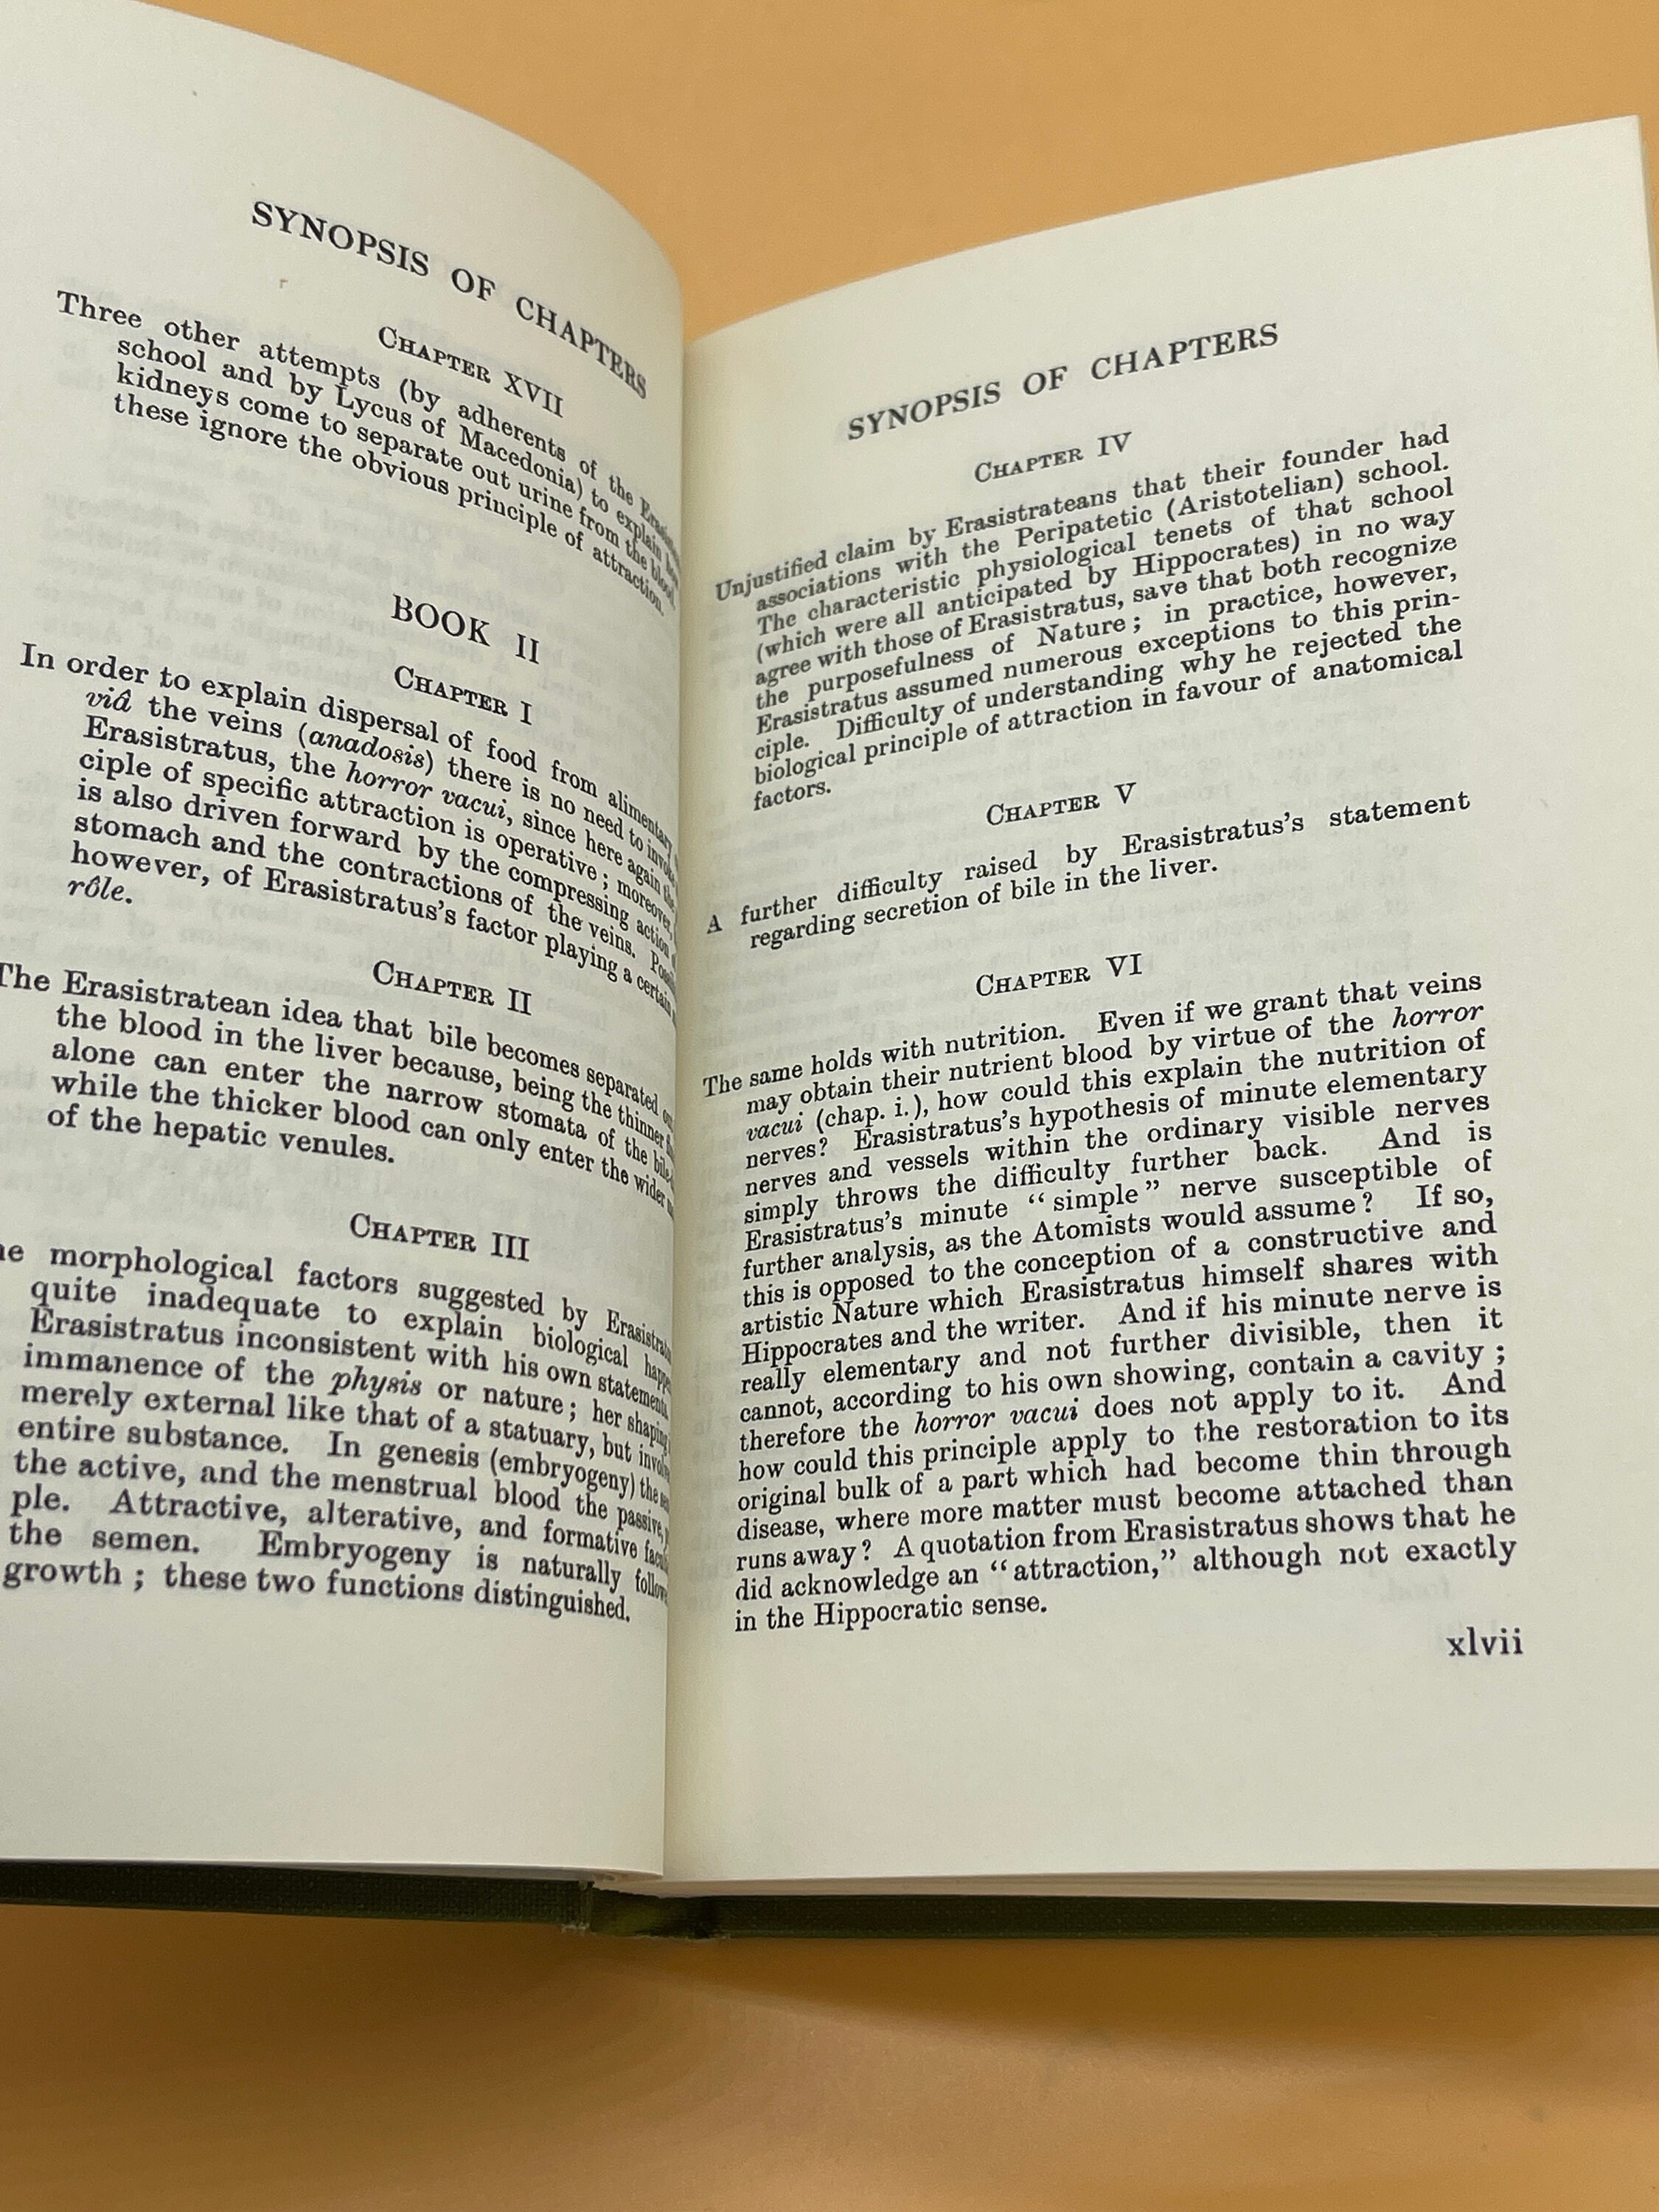 SYNOPSIS OF CHAPTERS
CHAPTER XVII
Three other attempts (by adherents of the
school and by Lycus of Macedonia) to explain how
kidneys come to separate out urine from the blood.
these ignore the obvious principle of attraction.
BOOK II
CHAPTER I
In order to explain dispersal of food from alimentary
viâ the veins (anadosis) there is no need to invoke
Erasistratus, the horror vacui, since here again the
ciple of specific attraction is operative; moreover,
is also driven forward by the compressing action
stomach and the contractions of the veins.
however, of Erasistratus's factor playing a certain
rôle.
CHAPTER II
The Erasistratean idea that bile becomes separated
the blood in the liver because, being the thinner
alone can enter the narrow stomata of the
while the thicker blood can only enter the wider
of the hepatic venules.
CHAPTER III
morphological factors suggested by
quite inadequate to explain biological
Erasistratus inconsistent with his own statements.
immanence of the physis or nature; her shaping
merely external like that of a statuary, but
entire substance. In genesis (embryogeny) the
the active, and the menstrual blood the passive,
ple. Attractive, alterative, and formative
the semen. Embryogeny is naturally
growth; these two functions distinguished.
SYNOPSIS OF CHAPTERS
CHAPTER IV
Unjustified claim by Erasistrateans that their founder had
associations with the Peripatetic (Aristotelian) school.
The characteristic physiological tenets of that school
(which were all anticipated by Hippocrates) in no way
agree with those of Erasistratus, save that both recognize
the purposefulness of Nature; in practice, however,
Erasistratus assumed numerous exceptions to this prin-
ciple. Difficulty of understanding why he rejected the
biological principle of attraction in favour of anatomical
factors.
CHAPTER V
A further difficulty raised by Erasistratus's statement
regarding secretion of bile in the liver.
CHAPTER VI
The same holds with nutrition. Even if we grant that veins
may obtain their nutrient blood by virtue of the horror
vacui (chap. i.), how could this explain the nutrition of
nerves? Erasistratus's hypothesis of minute elementary
nerves and vessels within the ordinary visible nerves
simply throws the difficulty further back. And is
Erasistratus's minute "simple" nerve susceptible of
further analysis, as the Atomists would assume? If so,
this is opposed to the conception of a constructive and
artistic Nature which Erasistratus himself shares with
Hippocrates and the writer. And if his minute nerve is
really elementary and not further divisible, then it
cannot, according to his own showing, contain a cavity;
therefore the horror vacui does not apply to it. And
how could this principle apply to the restoration to its
original bulk of a part which had become thin through
disease, where more matter must become attached than
runs away? A quotation from Erasistratus shows that he
did acknowledge an "attraction," although not exactly
in the Hippocratic sense.
xlvii